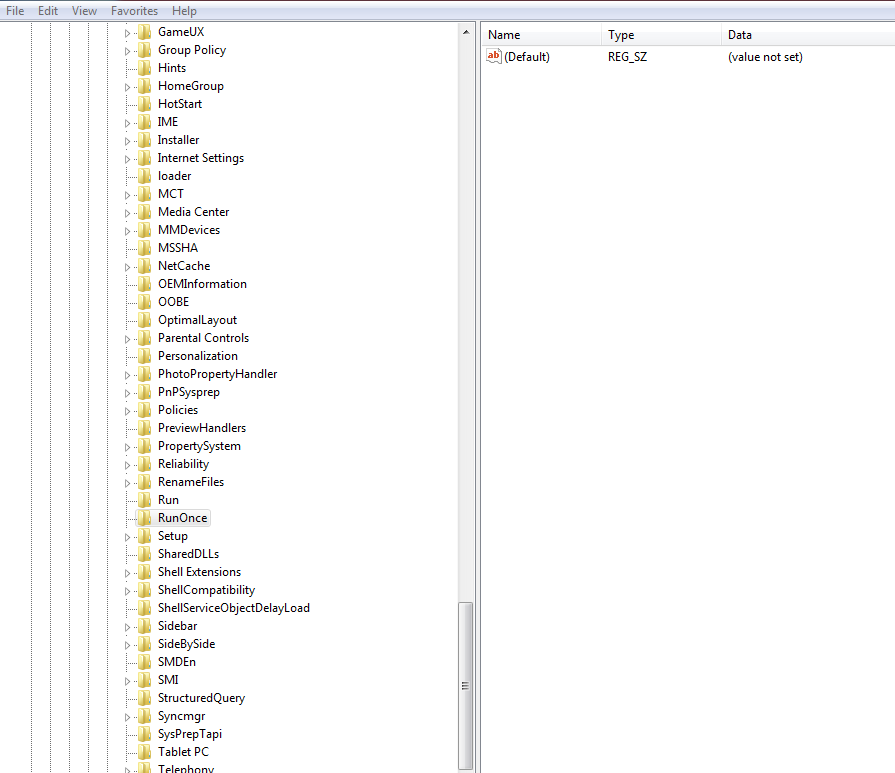 File Edit View Favorites Help
GameUX
Group Policy
Hints
HomeGroup
HotStart
IME
Installer
Internet Settings
loader
MCT
Media Center
MMDevices
MSSHA
NetCache
OEMInformation
OOBE
OptimalLayout
Parental Controls
Personalization
PhotoPropertyHandler
PnPSysprep
Policies
PreviewHandlers
PropertySystem
Reliability
RenameFiles
Run
RunOnce
Setup
SharedDLLs
Shell Extensions
ShellCompatibility
ShellServiceObjectDelayLoad
Sidebar
SideBySide
SMDEn
SMI
StructuredQuery
Syncmgr
SysPrepTapi
Tablet PC
Telephony
Name Type Data
ab (Default) REG_SZ (value not set)